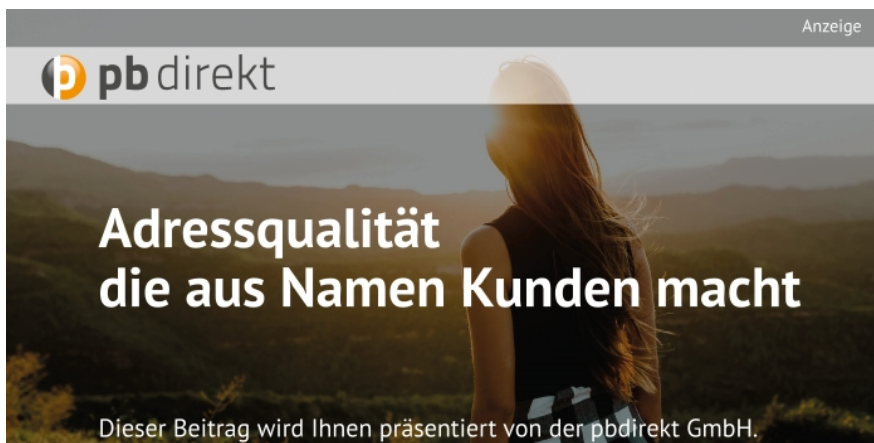 Anzeige
pb direkt
Adressqualität
die aus Namen Kunden macht
Dieser Beitrag wird Ihnen präsentiert von der pbdirekt GmbH.